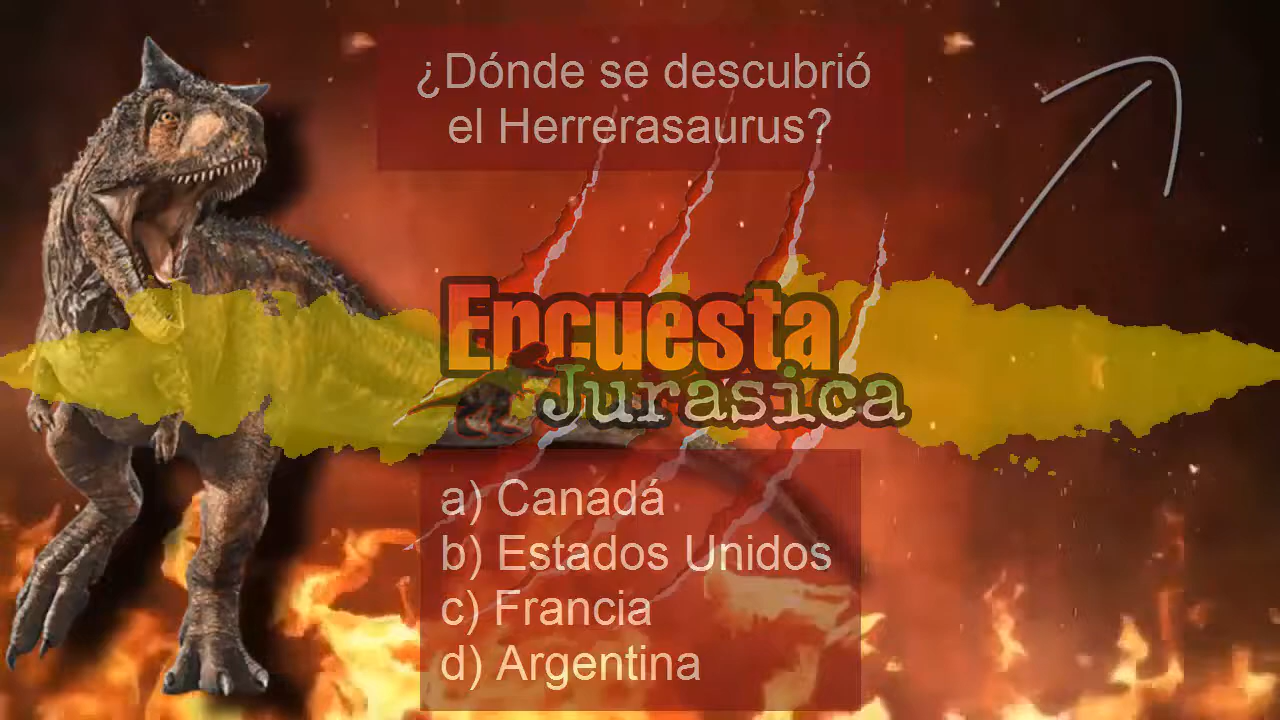 ¿Dónde se descubrió
el Herrerasaurus?
Encuesta
Jurasica
a) Canadá
b) Estados Unidos
c) Francia
d) Argentina